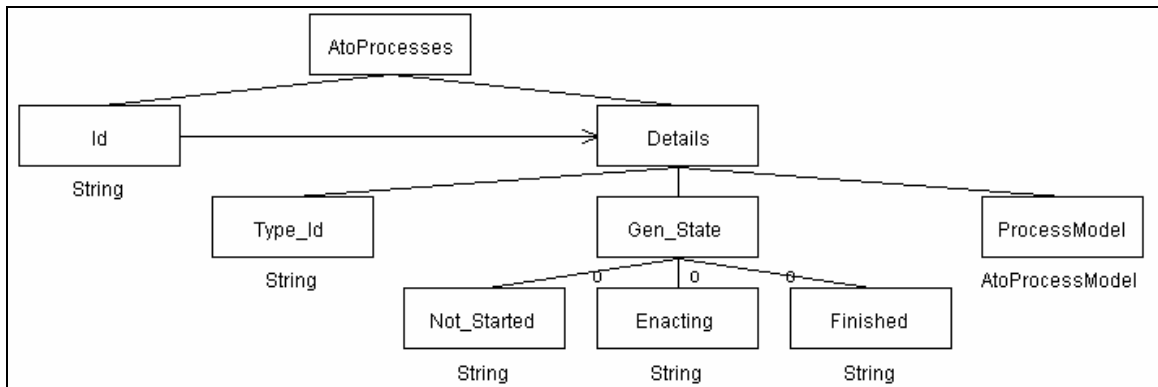 AtoProcesses
Id
Details
String
Type_Id
Gen_State
ProcessModel
String
AtoProcessModel
0
0
0
Not_Started
Enacting
Finished
String
String
String